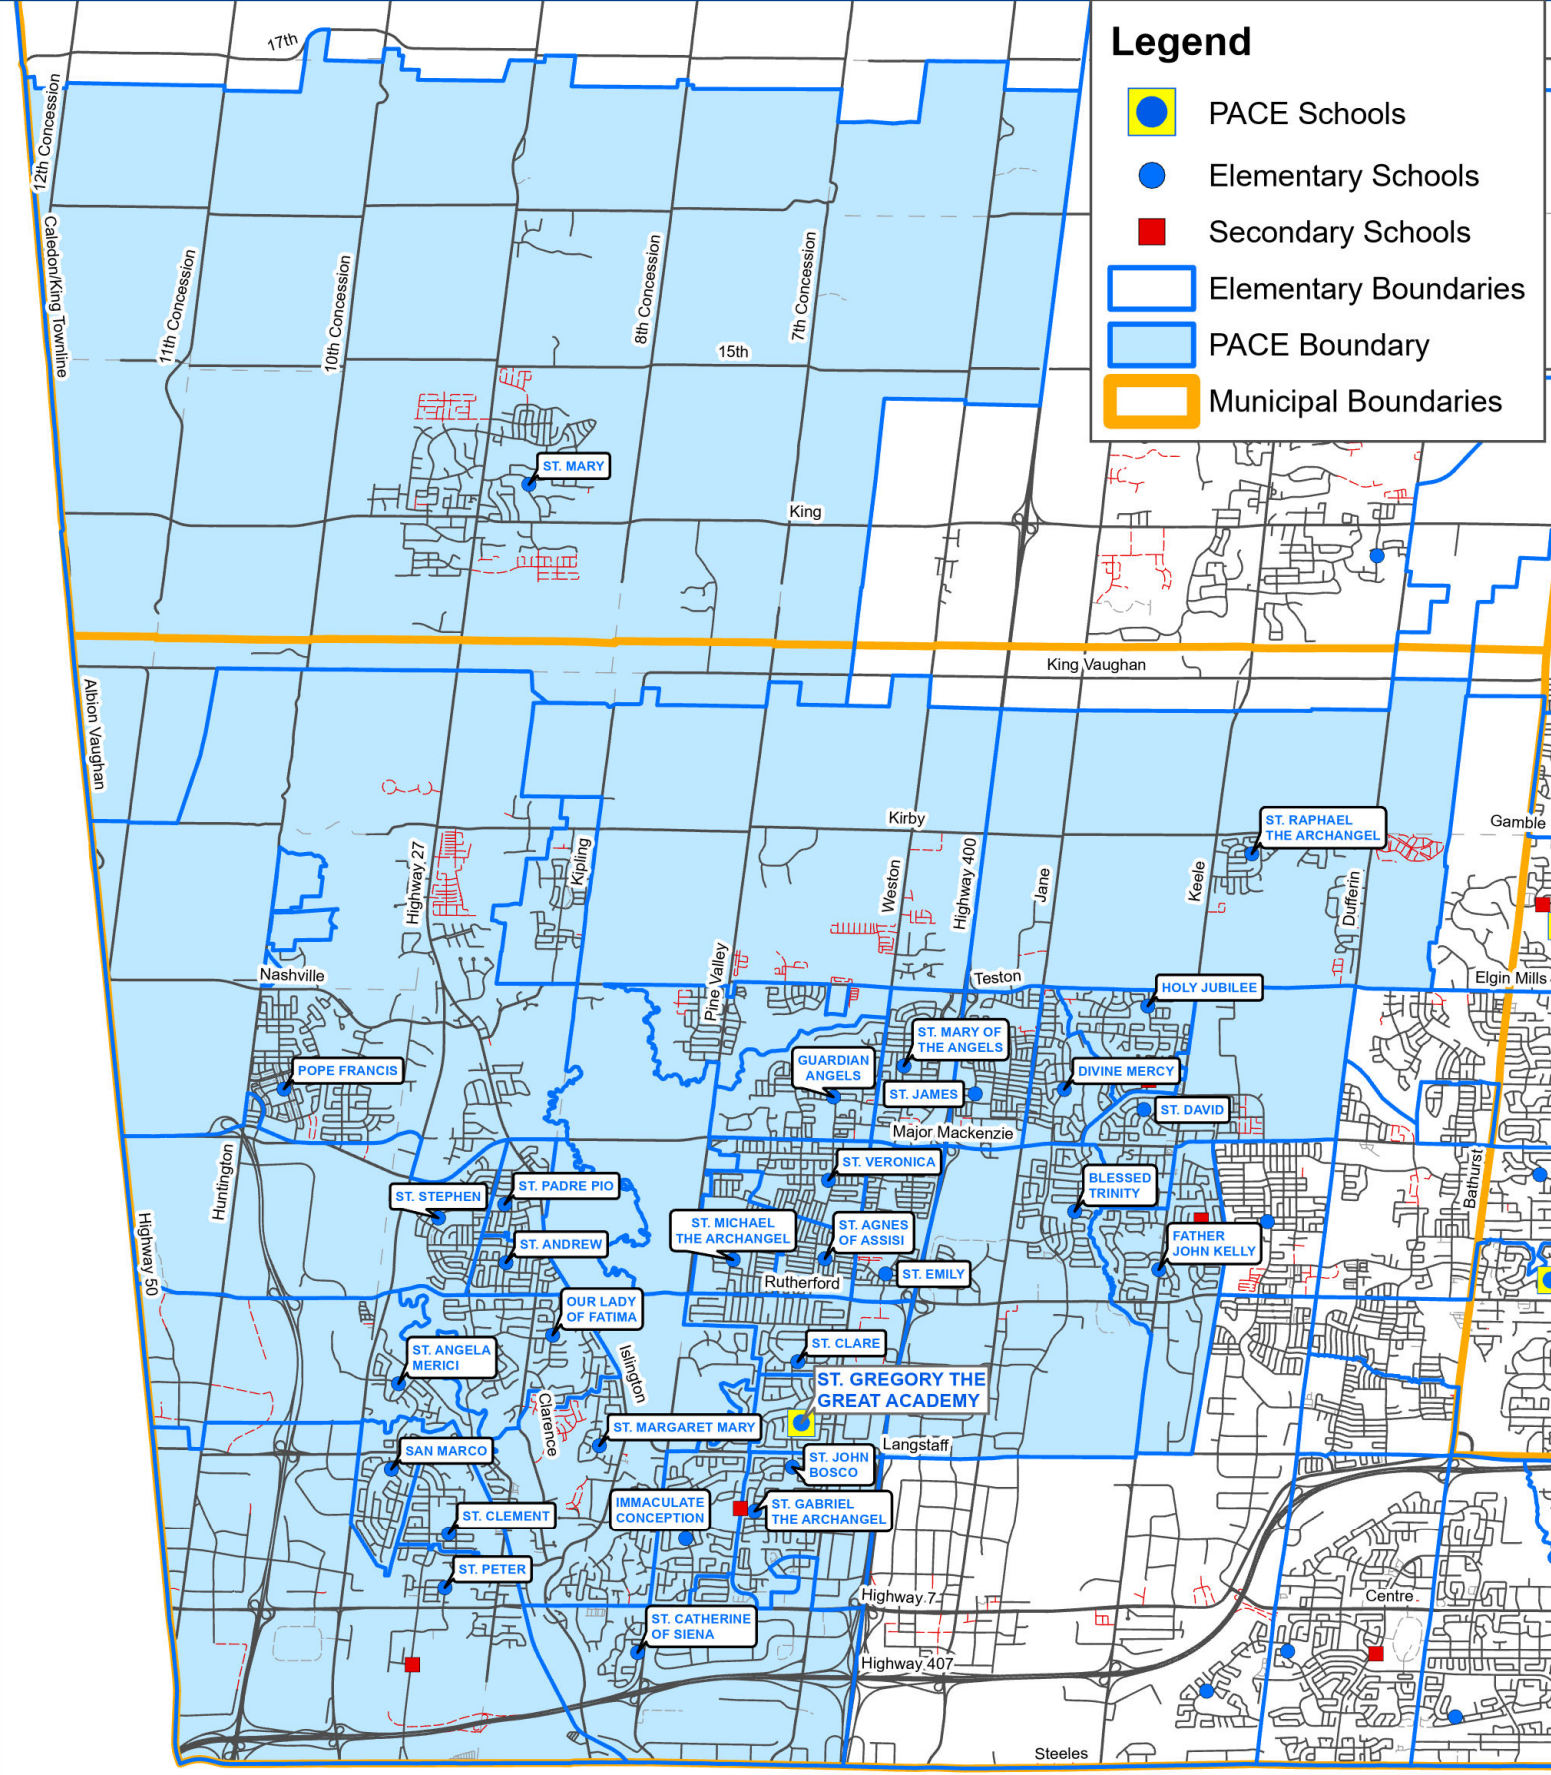 Legend
PACE Schools
Elementary Schools
Secondary Schools
Elementary Boundaries
PACE Boundary
Municipal Boundaries
17th
12th Concession
Caledon/King Townline
11th Concession
10th Concession
8th Concession
7th Concession
15th
ST. MARY
King
King Vaughan
Albion Vaughan
Kirby
Gamble
ST. RAPHAEL
THE ARCHANGEL
Highway 27
Kipling
Weston
Highway 400
Jane
Keele
Dufferin
Pine Valley
Nashville
Teston
Elgin Mills
HOLY JUBILEE
ST. MARY OF
THE ANGELS
GUARDIAN
ANGELS
POPE FRANCIS
DIVINE MERCY
ST. JAMES
ST. DAVID
Major Mackenzie
Huntington
Bathurst
ST. VERONICA
ST. STEPHEN
ST. PADRE PIO
BLESSED
TRINITY
Highway 50
ST. MICHAEL
THE ARCHANGEL
ST. AGNES
OF ASSISI
ST. ANDREW
FATHER
JOHN KELLY
ST. EMILY
Rutherford
OUR LADY
OF FATIMA
ST. ANGELA
MERICI
Islington
ST. CLARE
ST. GREGORY THE
GREAT ACADEMY
Clarence
ST. MARGARET MARY
Langstaff
SAN MARCO
ST. JOHN
BOSCO
ST. CLEMENT
IMMACULATE
CONCEPTION
ST. GABRIEL
THE ARCHANGEL
ST. PETER
Highway 7
Centre
ST. CATHERINE
OF SIENA
Highway 407
Steeles